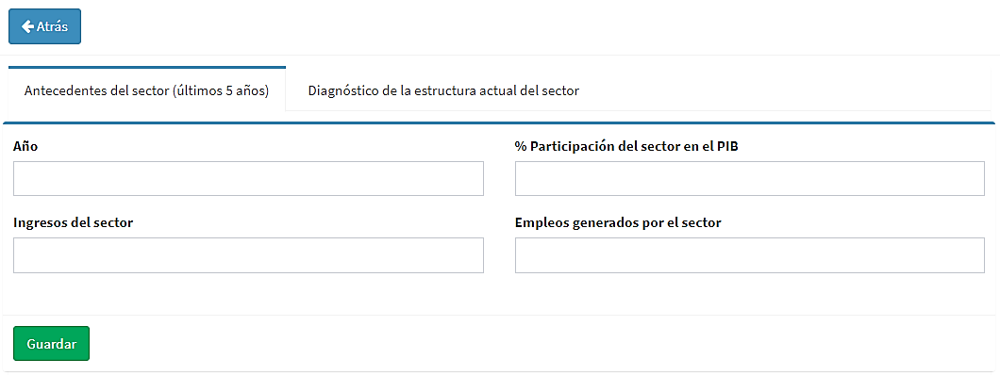 Atrás
Antecedentes del sector (últimos 5 años) Diagnóstico de la estructura actual del sector
Año % Participación del sector en el PIB
Ingresos del sector Empleos generados por el sector
Guardar